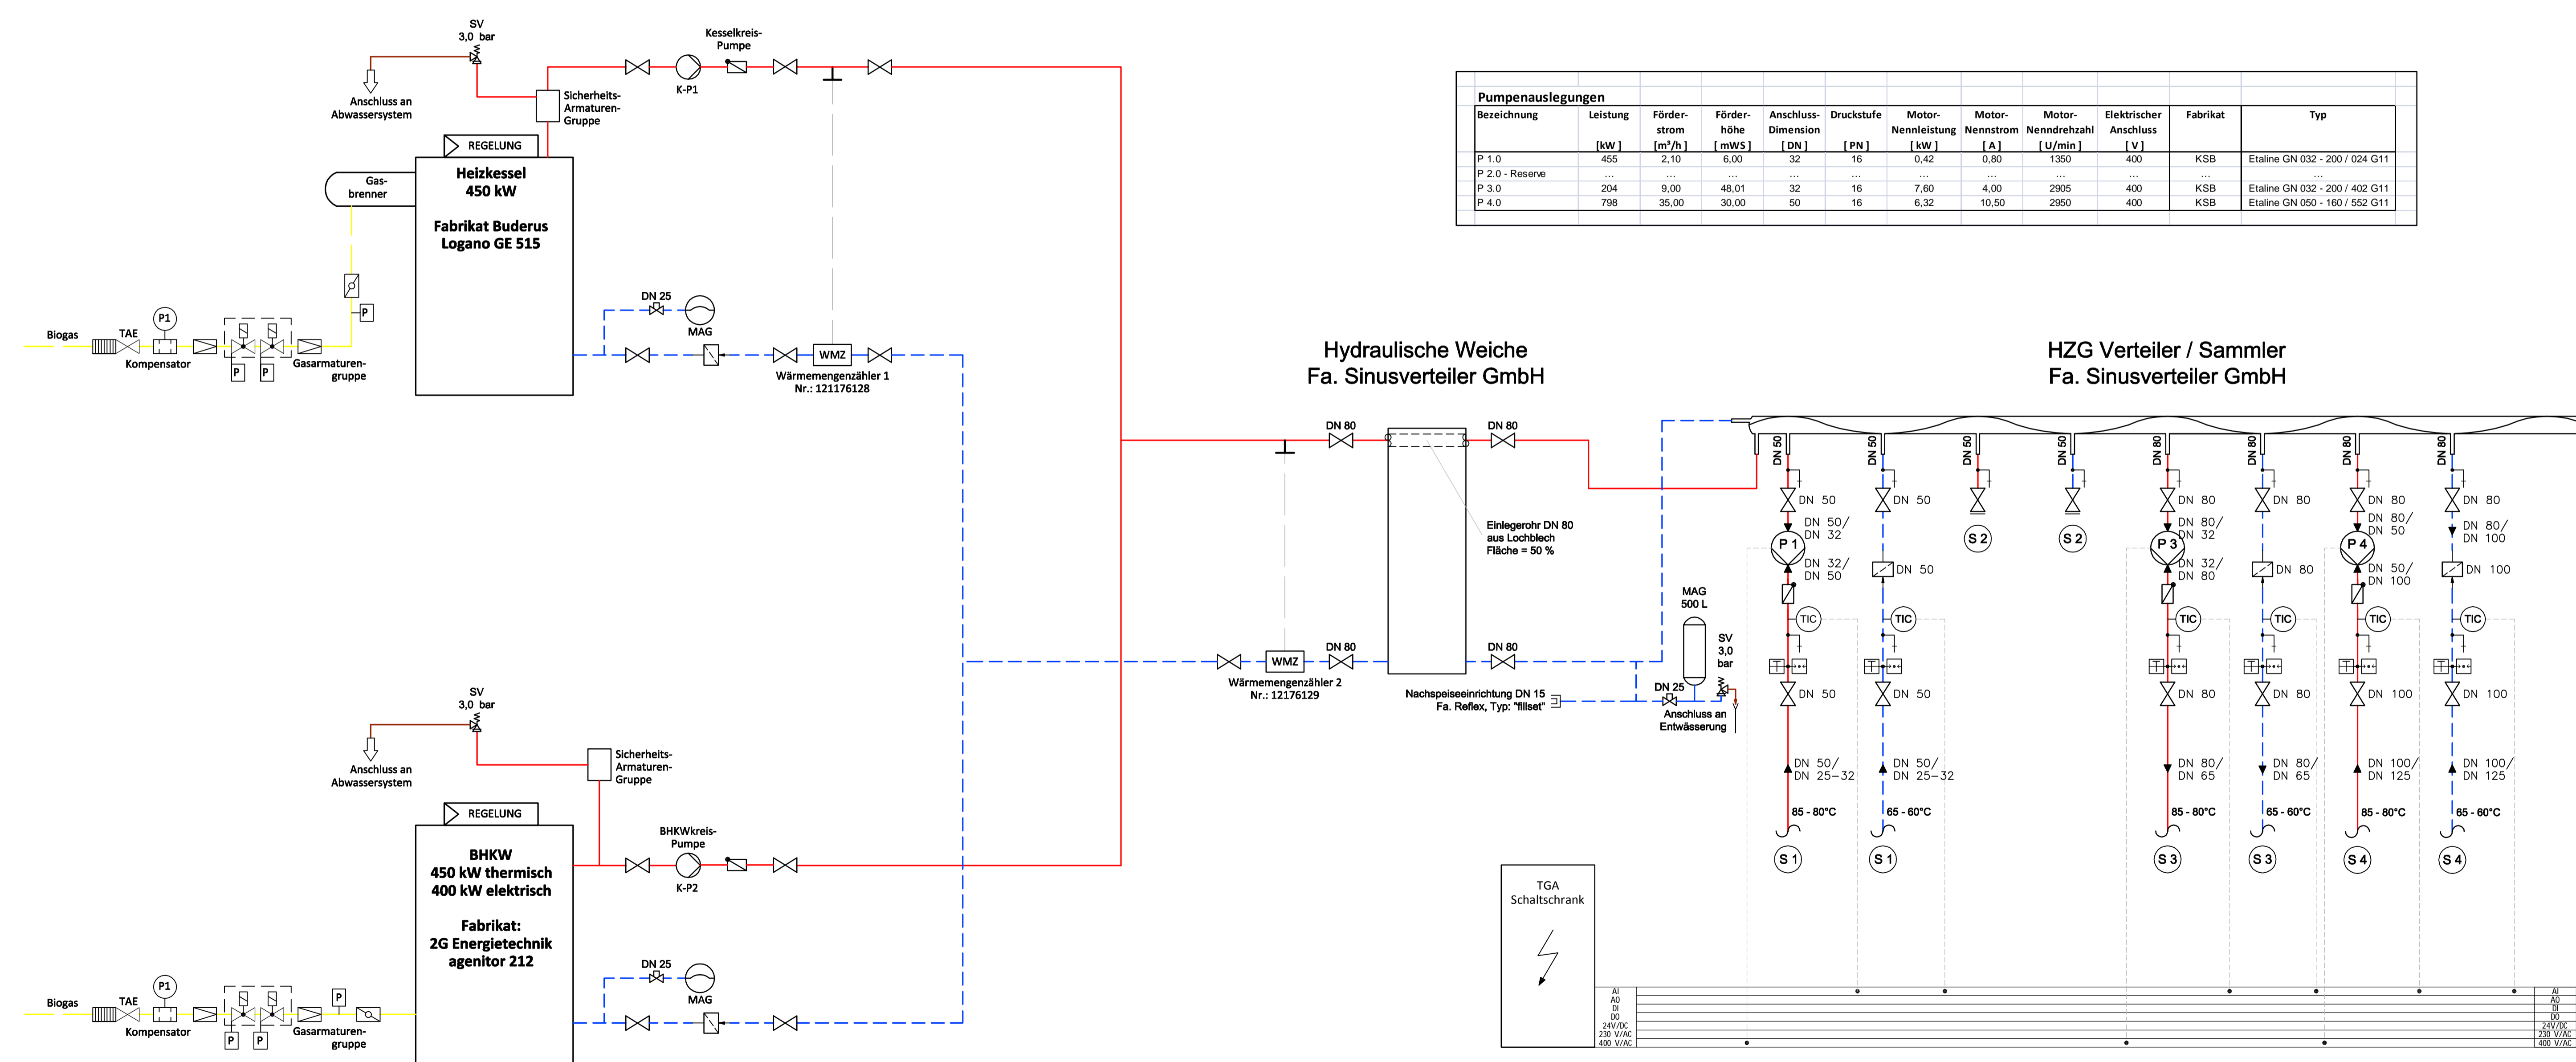 SV
3,0 bar
Anschluss an
Abwassersystem
Kesselkreis-
Pumpe
K-P1
Sicherheits-
Armaturen-
Gruppe
REGELUNG
Gas-
brenner
Heizkessel
450 kW
Fabrikat Buderus
Logano GE 515
P
Biogas
TAE
P1
Kompensator
P
P
Gasarmaturen-
gruppe
DN 25
MAG
WMZ
Wärmemengenzähler 1
Nr.: 121176128
Pumpenauslegungen
Bezeichnung Leistung Förder- Förder- Anschluss- Druckstufe Motor- Motor- Motor- Elektrischer Fabrikat Typ
strom höhe Dimension Nennleistung Nennstrom Nenndrehzahl Anschluss
[kW ] [m³/h ] [ mWS ] [ DN ] [ PN ] [ kW ] [ A ] [ U/min ] [ V ]
P 1.0 455 2,10 6,00 32 16 0,42 0,80 1350 400 KSB Etaline GN 032 - 200 / 024 G11
P 2.0 - Reserve ... ... ... ... ... ... ... ... ... ... ...
P 3.0 204 9,00 48,01 32 16 7,60 4,00 2905 400 KSB Etaline GN 032 - 200 / 402 G11
P 4.0 798 35,00 30,00 50 16 6,32 10,50 2950 400 KSB Etaline GN 050 - 160 / 552 G11
Hydraulische Weiche
Fa. Sinusverteiler GmbH
DN 80
DN 80
Einlegerohr DN 80
aus Lochblech
Fläche = 50 %
WMZ
DN 80
DN 80
Wärmemengenzähler 2
Nr.: 12176129
Nachspeiseeinrichtung DN 15
Fa. Reflex, Typ: "fillset"
MAG
500 L
DN 25
SV
3,0
bar
Anschluss an
Entwässerung
HZG Verteiler / Sammler
Fa. Sinusverteiler GmbH
DN 50
DN 50
DN 50
DN 50
DN 80
DN 80
DN 80
DN 80
DN 50
DN 50
DN 80
DN 80
DN 80
DN 80
DN 50/
DN 32
P 1
DN 32/
DN 50
DN 50
S 2
S 2
DN 80/
DN 32
P 3
DN 32/
DN 80
DN 80
DN 80/
DN 50
P 4
DN 50/
DN 100
DN 80/
DN 100
DN 100
TIC
TIC
TIC
TIC
TIC
TIC
T
T
T
T
T
T
DN 50
DN 50
DN 80
DN 80
DN 100
DN 100
DN 50/
DN 25-32
DN 50/
DN 25-32
DN 80/
DN 65
DN 80/
DN 65
DN 100/
DN 125
DN 100/
DN 125
85 - 80°C
65 - 60°C
85 - 80°C
65 - 60°C
85 - 80°C
65 - 60°C
S 1
S 1
S 3
S 3
S 4
S 4
SV
3,0 bar
Anschluss an
Abwassersystem
Sicherheits-
Armaturen-
Gruppe
REGELUNG
BHKWkreis-
Pumpe
K-P2
BHKW
450 kW thermisch
400 kW elektrisch
Fabrikat:
2G Energietechnik
agenitor 212
DN 25
MAG
Biogas
TAE
P1
Kompensator
P
P
P
Gasarmaturen-
gruppe
TGA
Schaltschrank
AI
AO
DI
DO
24V/DC
230 V/AC
400 V/AC
AI
AO
DI
DO
24V/DC
230 V/AC
400 V/AC